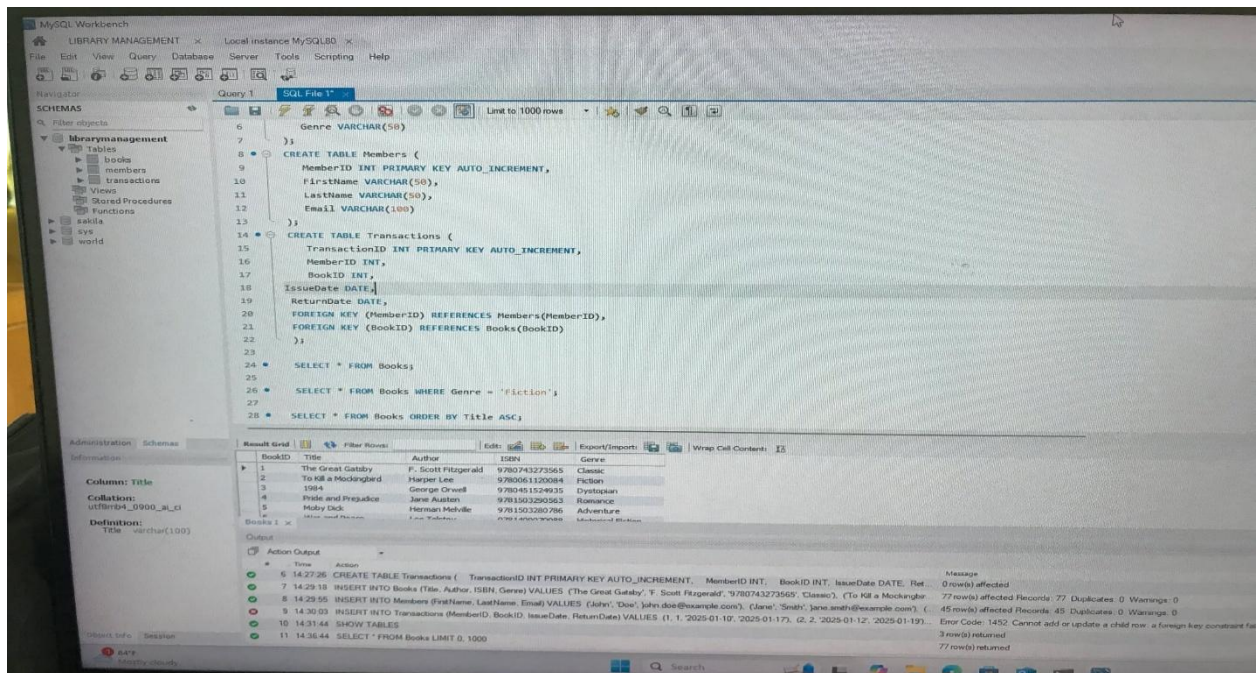 MySQL Workbench
LIBRARY MANAGEMENT × Local instance MySQL80 ×
File Edit View Query Database Server Tools Scripting Help
Navigator
Query 1 SQL File 1* ×
SCHEMAS
Limit to 1000 rows
Filter objects
librarymanagement
Tables
books
members
transactions
Views
Stored Procedures
Functions
sakila
sys
world
6 Genre VARCHAR(50)
7 );
8 CREATE TABLE Members (
9 MemberID INT PRIMARY KEY AUTO_INCREMENT,
10 FirstName VARCHAR(50),
11 LastName VARCHAR(50),
12 Email VARCHAR(100)
13 );
14 CREATE TABLE Transactions (
15 TransactionID INT PRIMARY KEY AUTO_INCREMENT,
16 MemberID INT,
17 BookID INT,
18 IssueDate DATE,
19 ReturnDate DATE,
20 FOREIGN KEY (MemberID) REFERENCES Members(MemberID),
21 FOREIGN KEY (BookID) REFERENCES Books(BookID)
22 );
23
24 SELECT * FROM Books;
25
26 SELECT * FROM Books WHERE Genre = 'Fiction';
27
28 SELECT * FROM Books ORDER BY Title ASC;
Administration Schemas
Information
Column: Title
Collation:
utf8mb4_0900_ai_ci
Definition:
Title varchar(100)
Object Info Session
Result Grid Filter Rows: Edit: Export/Import: Wrap Cell Content:
BookID Title Author ISBN Genre
1 The Great Gatsby F. Scott Fitzgerald 9780743273565 Classic
2 To Kill a Mockingbird Harper Lee 9780061120084 Fiction
3 1984 George Orwell 9780451524935 Dystopian
4 Pride and Prejudice Jane Austen 9781503290563 Romance
5 Moby Dick Herman Melville 9781503280786 Adventure
War and Peace Leo Tolstoy Historical Fiction
Books 1 ×
Output
Action Output
# Time Action Message
6 14:27:26 CREATE TABLE Transactions ( TransactionID INT PRIMARY KEY AUTO_INCREMENT, MemberID INT, BookID INT, IssueDate DATE, Ret... 0 row(s) affected
7 14:29:18 INSERT INTO Books (Title, Author, ISBN, Genre) VALUES ('The Great Gatsby', 'F. Scott Fitzgerald', '9780743273565', 'Classic'), ('To Kill a Mockingbir... 77 row(s) affected Records: 77 Duplicates: 0 Warnings: 0
8 14:29:55 INSERT INTO Members (FirstName, LastName, Email) VALUES ('John', 'Doe', 'john.doe@example.com'), ('Jane', 'Smith', 'jane.smith@example.com'), (... 45 row(s) affected Records: 45 Duplicates: 0 Warnings: 0
9 14:30:03 INSERT INTO Transactions (MemberID, BookID, IssueDate, ReturnDate) VALUES (1, 1, '2025-01-10', '2025-01-17'), (2, 2, '2025-01-12', '2025-01-19')... Error Code: 1452. Cannot add or update a child row: a foreign key constraint fai
10 14:31:44 SHOW TABLES 3 row(s) returned
11 14:36:44 SELECT * FROM Books LIMIT 0, 1000 77 row(s) returned
84°F
Mostly cloudy
Search